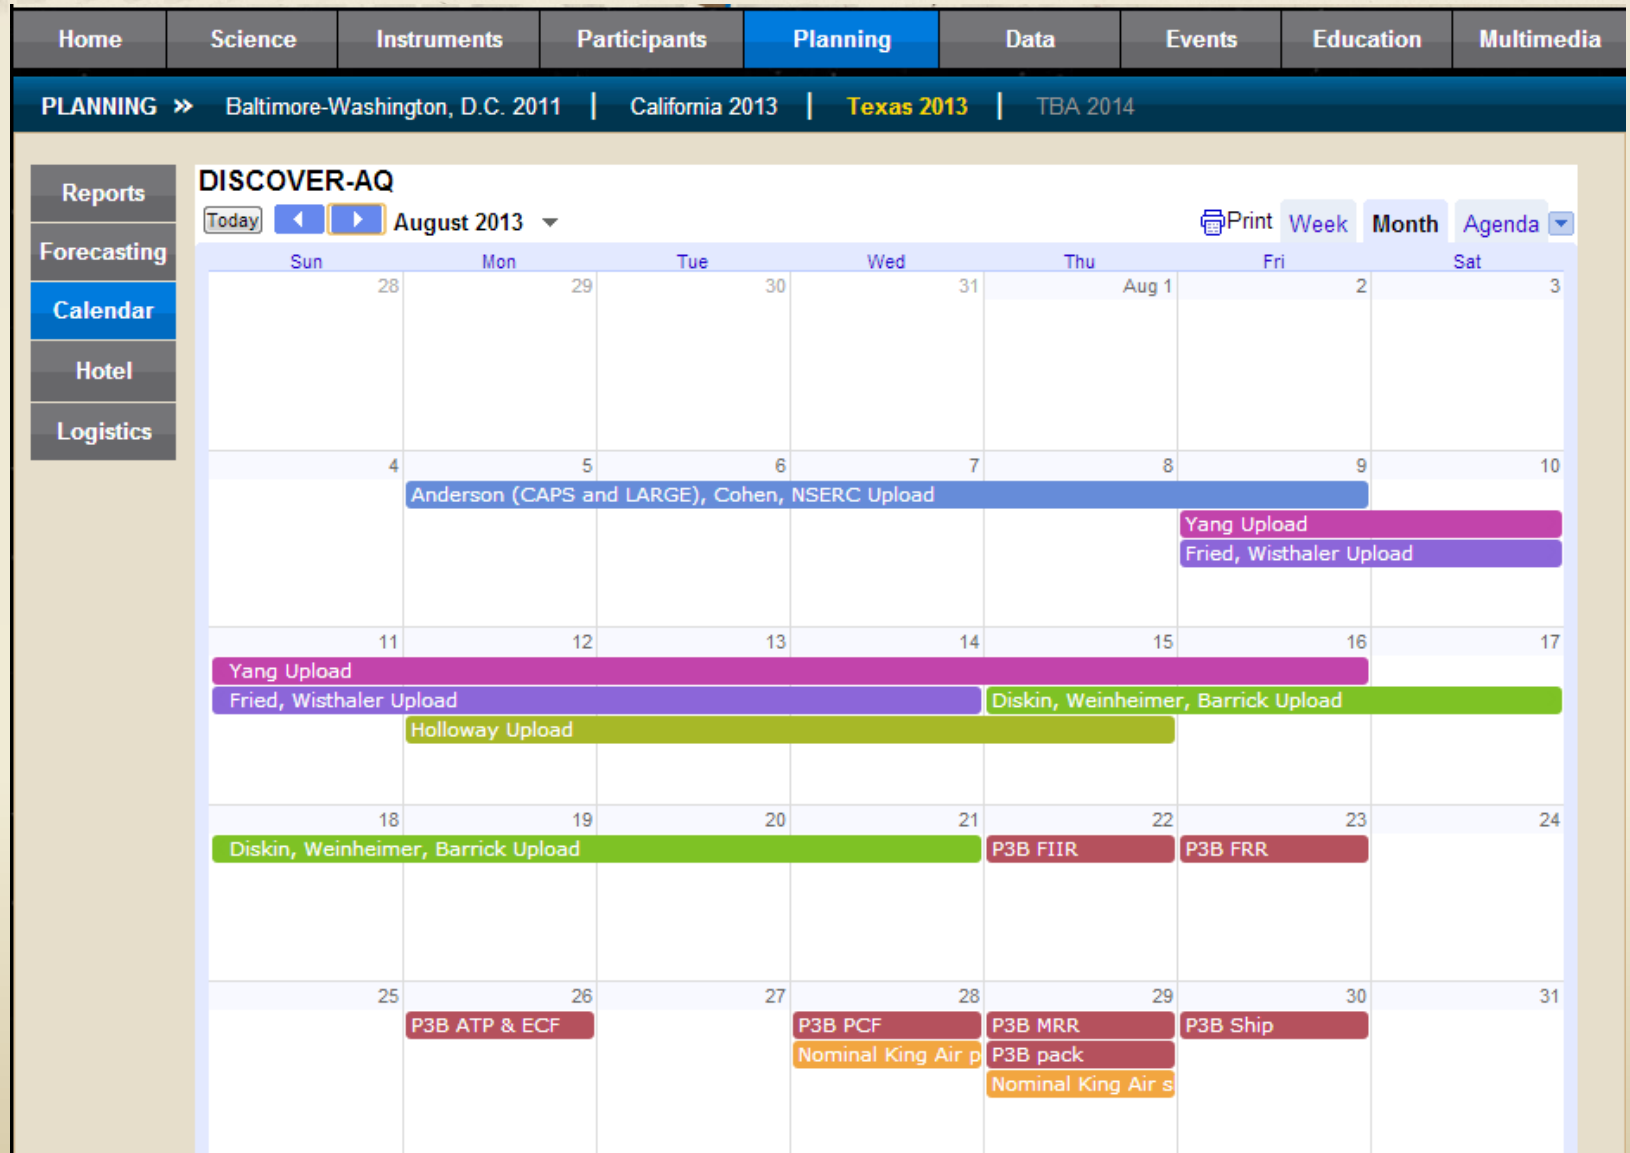 Home Science Instruments Participants Planning Data Events Education Multimedia
PLANNING » Baltimore-Washington, D.C. 2011 | California 2013 | Texas 2013 | TBA 2014
Reports
Forecasting
Calendar
Hotel
Logistics
DISCOVER-AQ
Today August 2013 Print Week Month Agenda
Sun Mon Tue Wed Thu Fri Sat
28 29 30 31 Aug 1 2 3
4 5 6 7 8 9 10
Anderson (CAPS and LARGE), Cohen, NSERC Upload
Yang Upload
Fried, Wisthaler Upload
11 12 13 14 15 16 17
Yang Upload
Fried, Wisthaler Upload Diskin, Weinheimer, Barrick Upload
Holloway Upload
18 19 20 21 22 23 24
Diskin, Weinheimer, Barrick Upload P3B FIIR P3B FRR
25 26 27 28 29 30 31
P3B ATP & ECF P3B PCF P3B MRR P3B Ship
Nominal King Air p P3B pack
Nominal King Air s